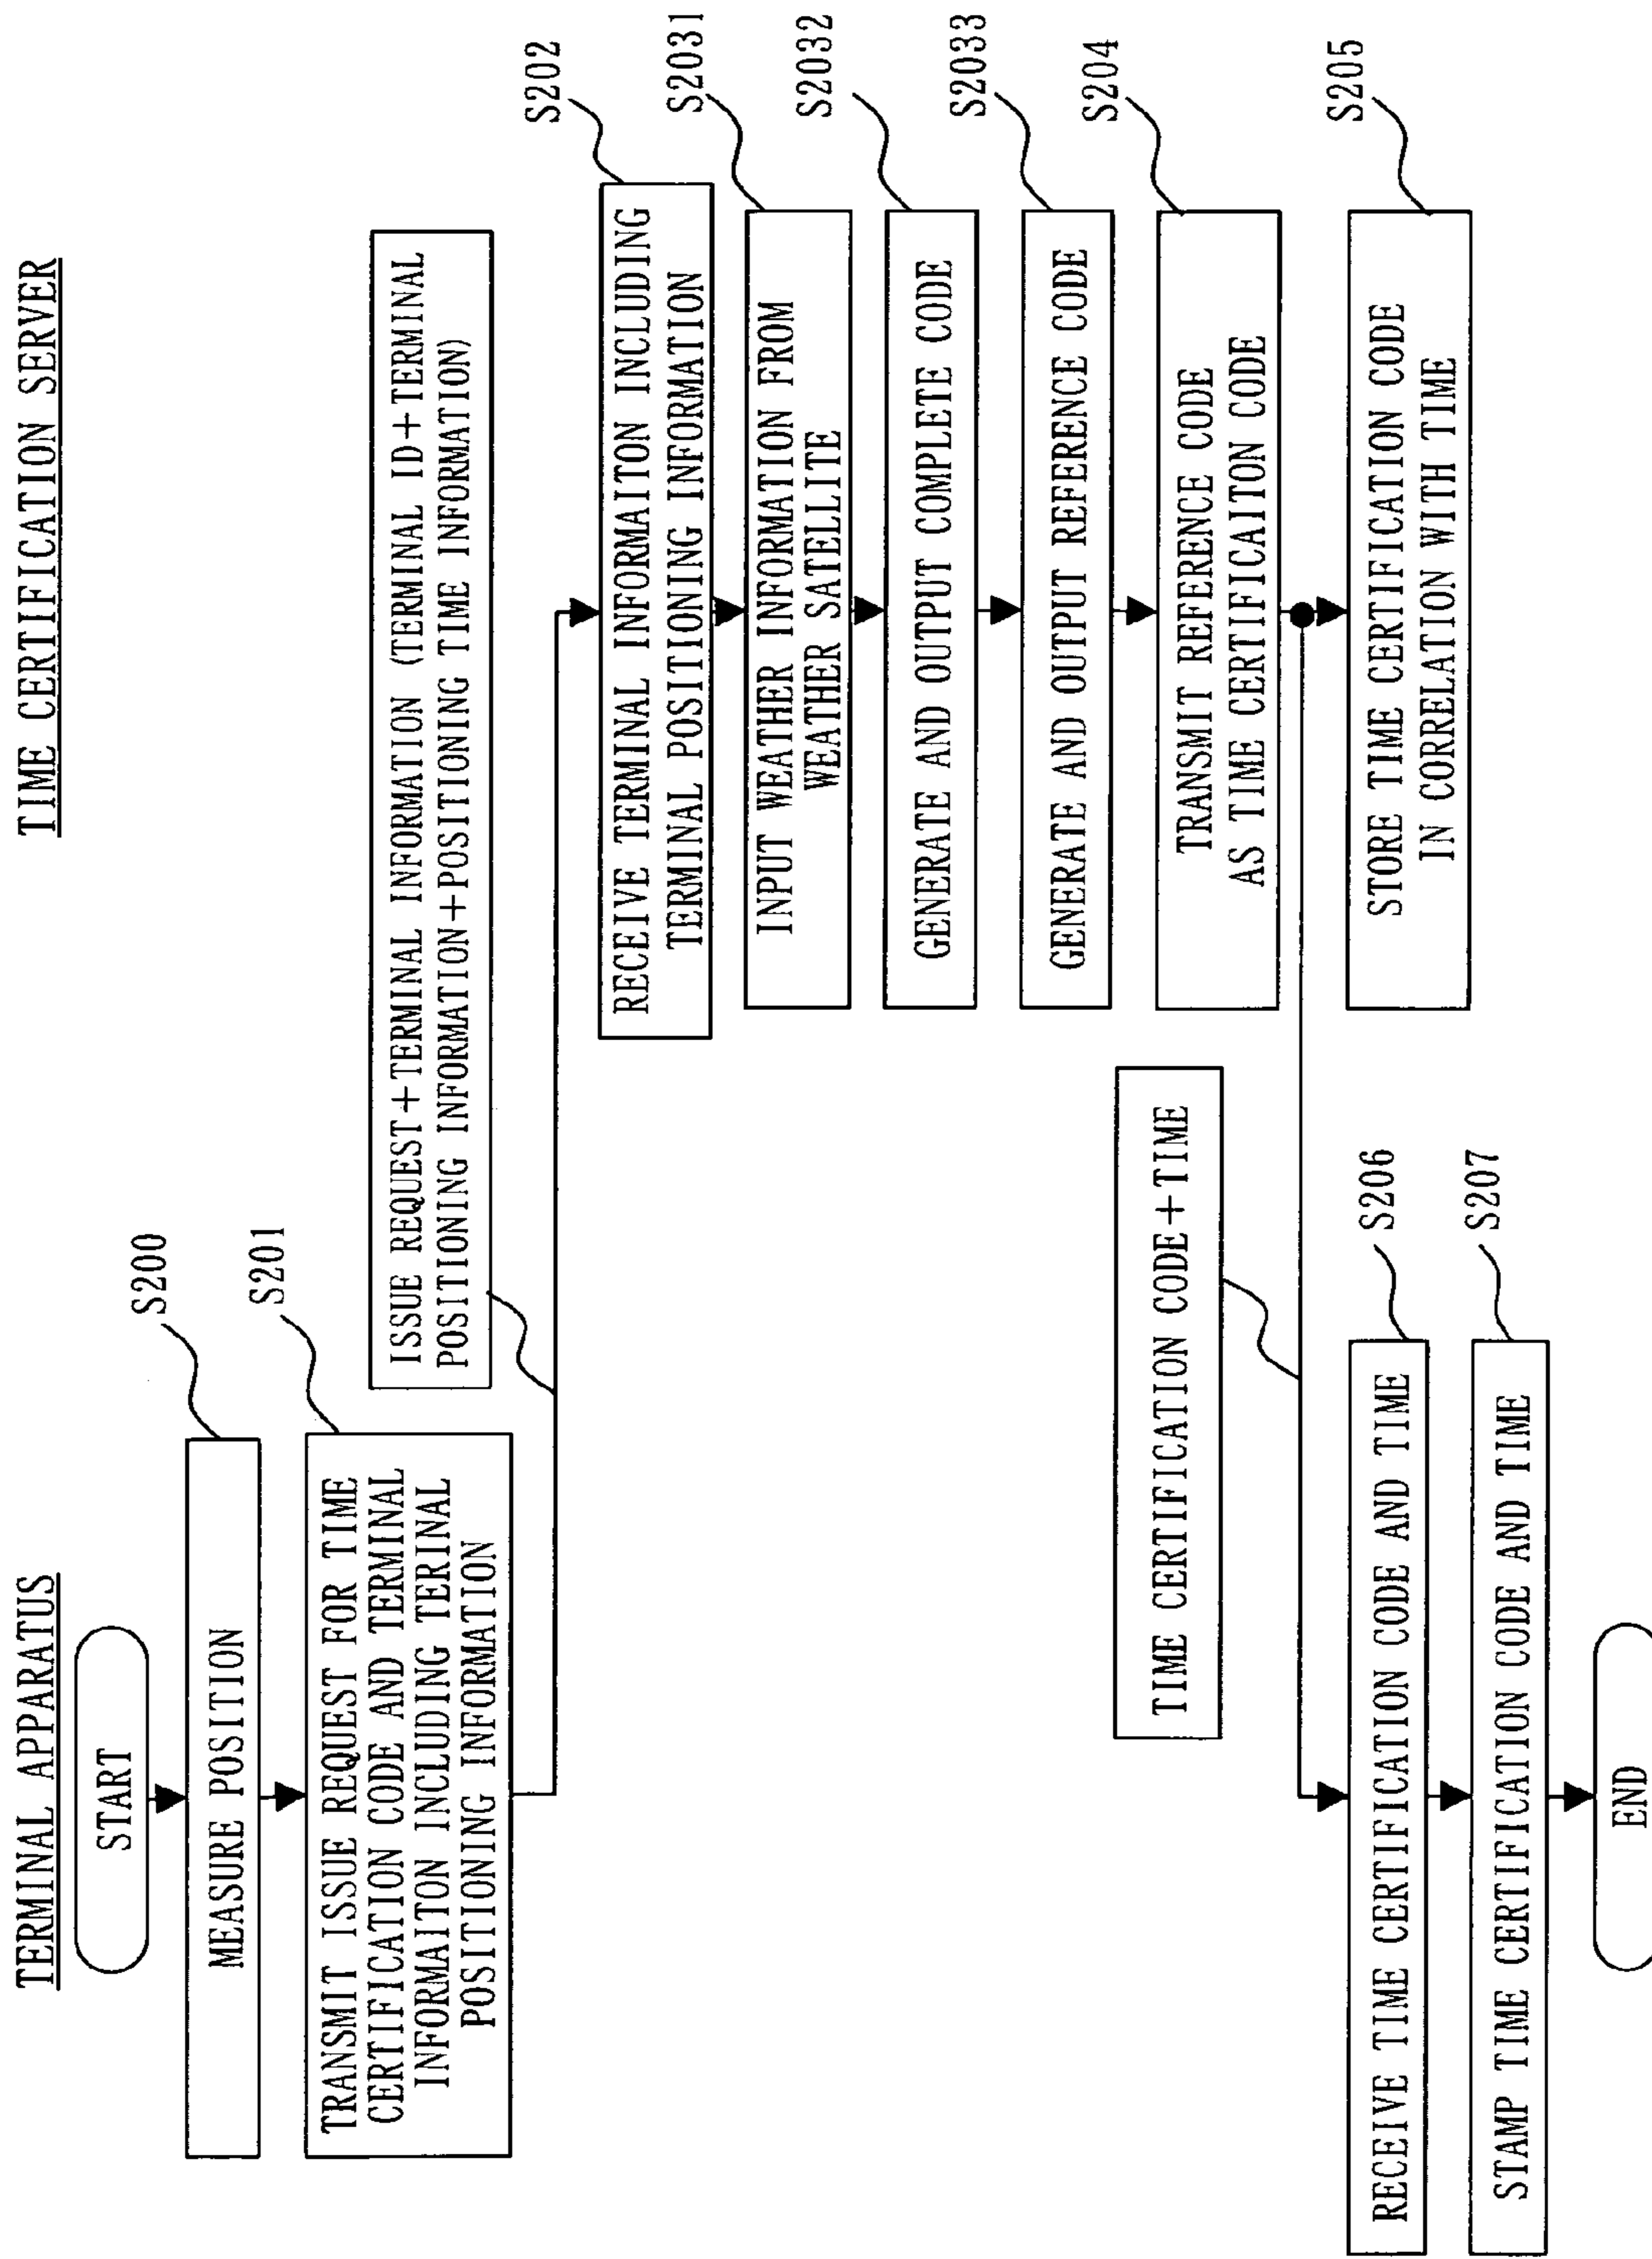 TERMINAL APPARATUS
TIME CERTIFICATION SERVER
START
S200
MEASURE POSITION
S201
TRANSMIT ISSUE REQUEST FOR TIME
CERTIFICATION CODE AND TERMINAL
INFORMAITON INCLUDING TERINAL
POSITIONING INFORMATION
ISSUE REQUEST+TERMINAL INFORMATION (TERMINAL ID+TERMINAL
POSITIONING INFORMATION+POSITIONING TIME INFORMATION)
S202
RECEIVE TERMINAL INFORMAITON INCLUDING
TERMINAL POSITIONING INFORMATION
S2031
INPUT WEATHER INFORMATION FROM
WEATHER SATELLITE
S2032
GENERATE AND OUTPUT COMPLETE CODE
S2033
GENERATE AND OUTPUT REFERENCE CODE
S204
TRANSMIT REFERENCE CODE
AS TIME CERTIFICAITON CODE
TIME CERTIFICATION CODE+TIME
S205
STORE TIME CERTIFICATION CODE
IN CORRELATION WITH TIME
S206
RECEIVE TIME CERTIFICATION CODE AND TIME
S207
STAMP TIME CERTIFICATION CODE AND TIME
END